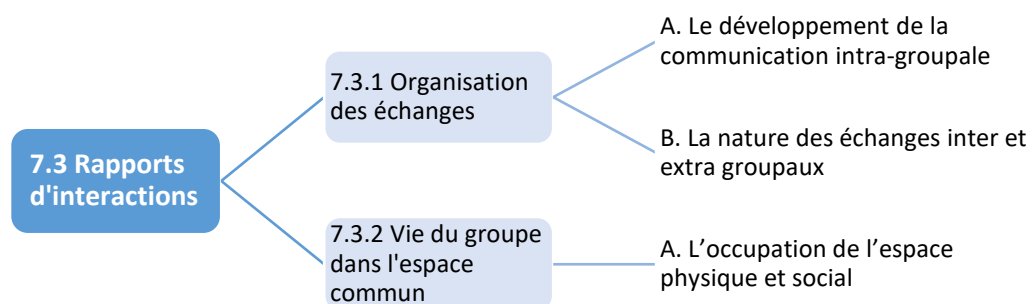 7.3 Rapports
d'interactions
7.3.1 Organisation
des échanges
A. Le développement de la
communication intra-groupale
B. La nature des échanges inter et
extra groupaux
7.3.2 Vie du groupe
dans l'espace
commun
A. L’occupation de l’espace
physique et social